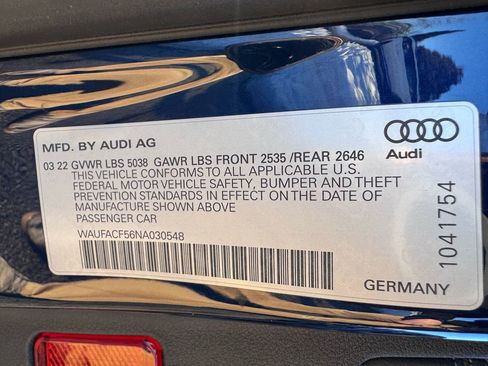 MFD. BY AUDI AG
03 22 GVWR LBS 5038 GAWR LBS FRONT 2535 /REAR 2646
THIS VEHICLE CONFORMS TO ALL APPLICABLE U.S.
FEDERAL MOTOR VEHICLE SAFETY, BUMPER AND THEFT
PREVENTION STANDARDS IN EFFECT ON THE DATE OF
MANUFACTURE SHOWN ABOVE
PASSENGER CAR
WAUFACF56NA030548
Audi
1041754
GERMANY